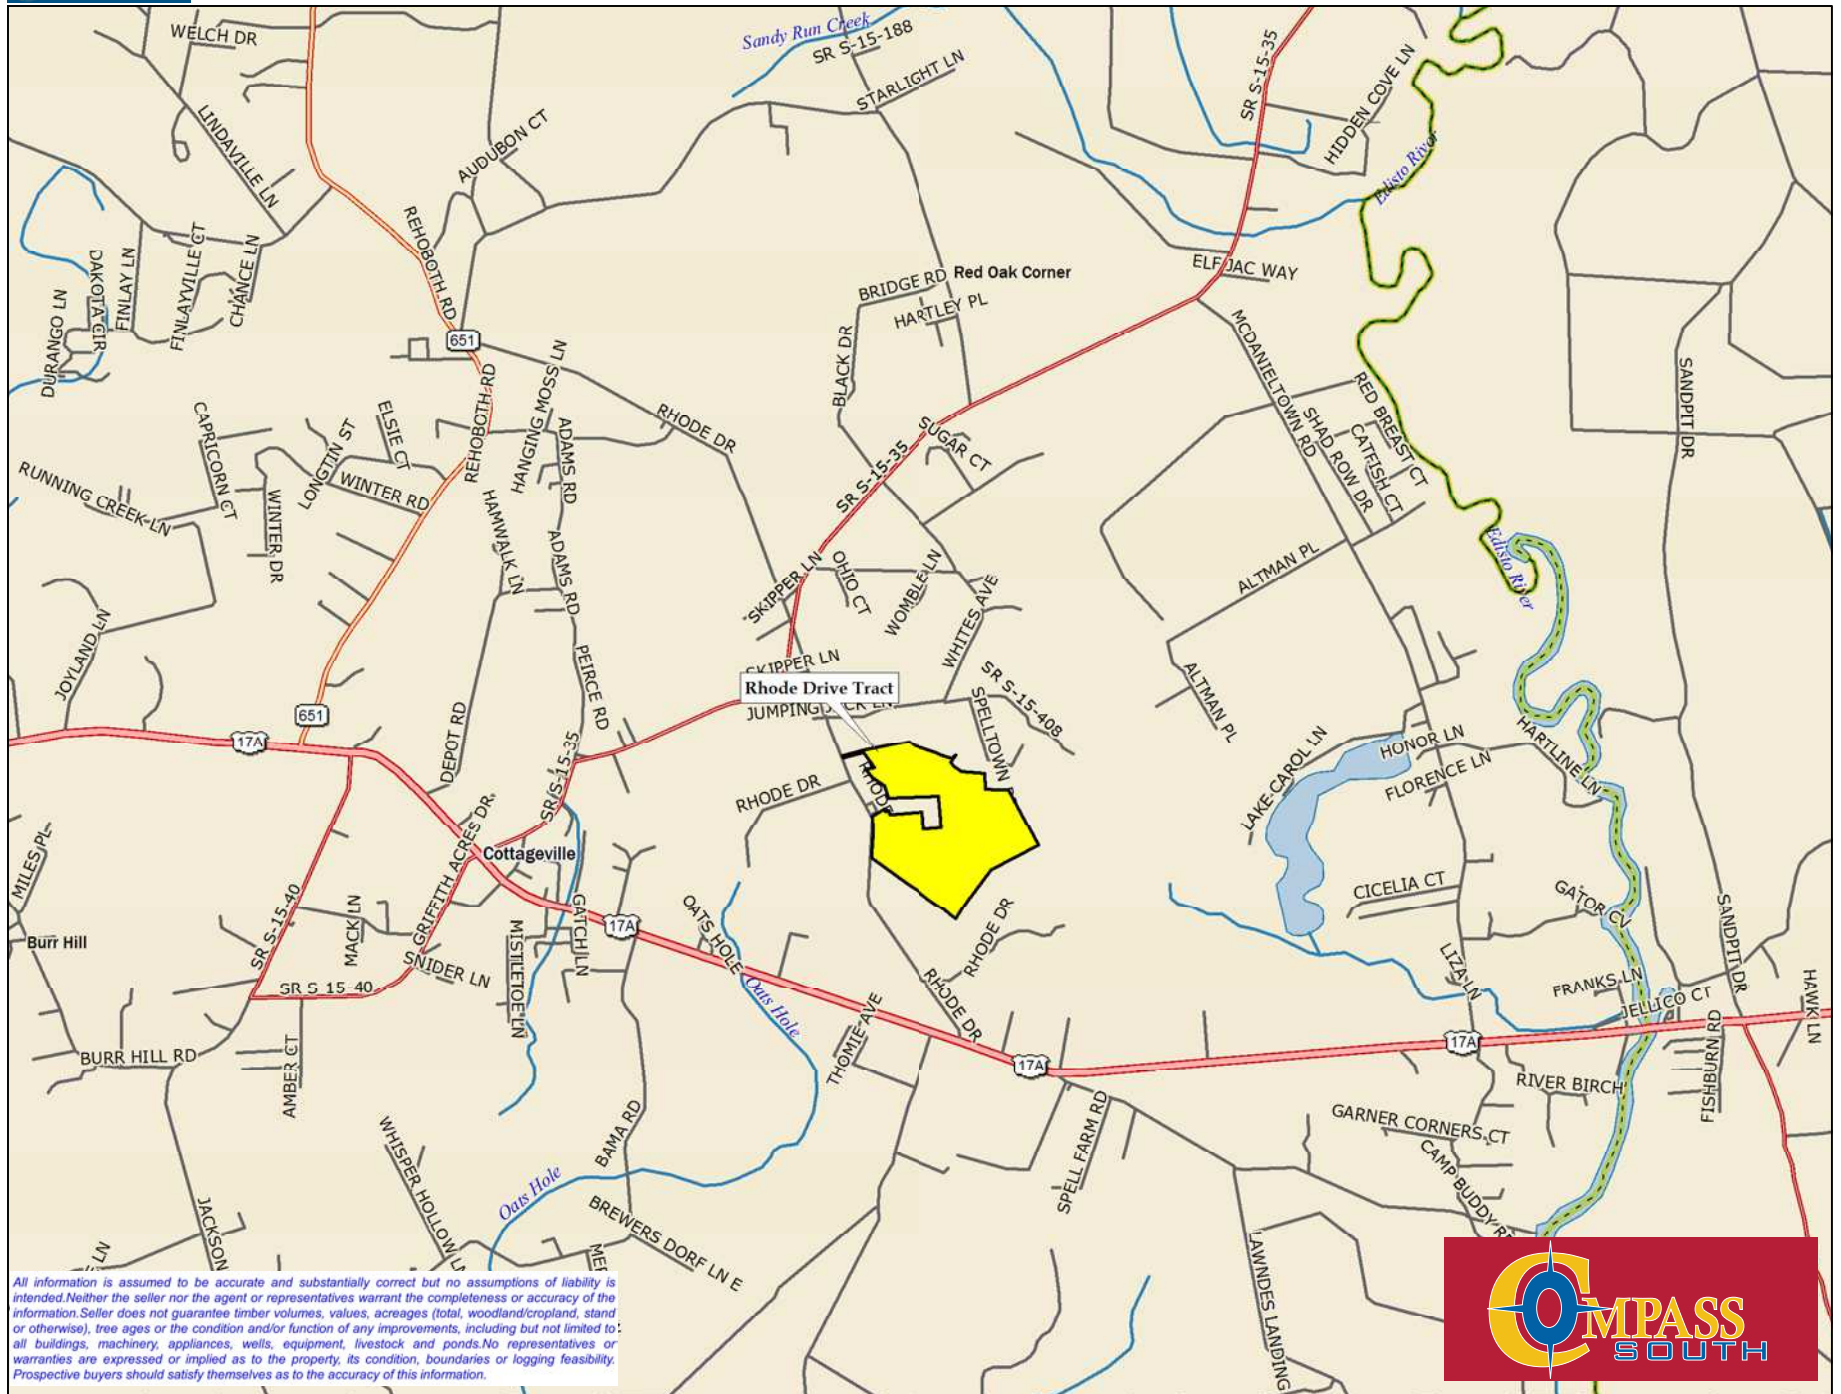 WELCH DR
Sandy Run Creek
SR S-15-188
STARLIGHT LN
SR S-15-35
HIDDEN COVE LN
LINDAVILLE LN
AUDUBON CT
Edisto River
REHOBOTH RD
DAKOTA CIR
FINLAY LN
FINLAYVILLE CT
CHANCE LN
DURANGO LN
BRIDGE RD
Red Oak Corner
HARTLEY PL
ELF JAC WAY
651
BLACK DR
MCDANIELTOWN RD
SANDPIT DR
REHOBOTH RD
HANGING MOSS LN
RHODE DR
RED BREAST CT
CATFISH CT
SHAD ROW DR
CAPRICORN CT
ELSIE CT
LONGTIN ST
ADAMS RD
SUGAR CT
SR S-15-35
RUNNING CREEK LN
WINTER RD
WINTER DR
HAMWALK LN
ADAMS RD
Edisto River
ALTMAN PL
SKIPPER LN
OHIO CT
WOMBLE LN
WHITES AVE
JOYLAND LN
PEIRCE RD
SKIPPER LN
Rhode Drive Tract
JUMPING JACK LN
SR S-15-408
SPELLTOWN
ALTMAN PL
651
17A
DEPOT RD
SR S-15-35
RHODE DR
RHODE
LAKE CAROL LN
HONOR LN
FLORENCE LN
HARTLINE LN
MILES PL
GRIFFITH ACRES DR
Cottageville
CICELIA CT
GATOR CV
SANDPIT DR
Burr Hill
SR S-15-40
MACK LN
SNIDER LN
MISTLETOE LN
GATCH LN
17A
OATS HOLE
Oats Hole
RHODE DR
RHODE DR
LIZA LN
FRANKS LN
JELLICO CT
HAWK LN
SR S 15 40
BURR HILL RD
AMBER CT
THOMIE AVE
17A
17A
RIVER BIRCH
FISHBURN RD
WHISPER HOLLOW LN
BAMA RD
SPELL FARM RD
GARNER CORNERS CT
CAMP BUDDY RD
JACKSON
Oats Hole
BREWERS DORF LN E
LAWNDES LANDING
LN
MER
All information is assumed to be accurate and substantially correct but no assumptions of liability is
intended.Neither the seller nor the agent or representatives warrant the completeness or accuracy of the
information.Seller does not guarantee timber volumes, values, acreages (total, woodland/cropland, stand
or otherwise), tree ages or the condition and/or function of any improvements, including but not limited to
all buildings, machinery, appliances, wells, equipment, livestock and ponds.No representatives or
warranties are expressed or implied as to the property, its condition, boundaries or logging feasibility.
Prospective buyers should satisfy themselves as to the accuracy of this information.
COMPASS
SOUTH